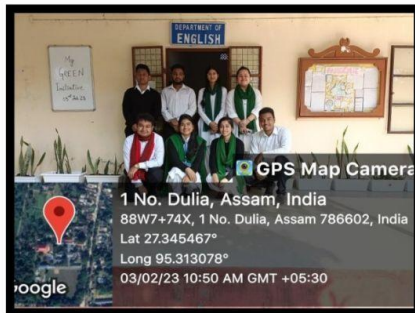 DEPARTMENT OF
ENGLISH
My
GREEN
Initiative
GPS Map Camera
1 No. Dulia, Assam, India
88W7+74X, 1 No. Dulia, Assam 786602, India
Lat 27.345467°
Long 95.313078°
03/02/23 10:50 AM GMT +05:30
oogle